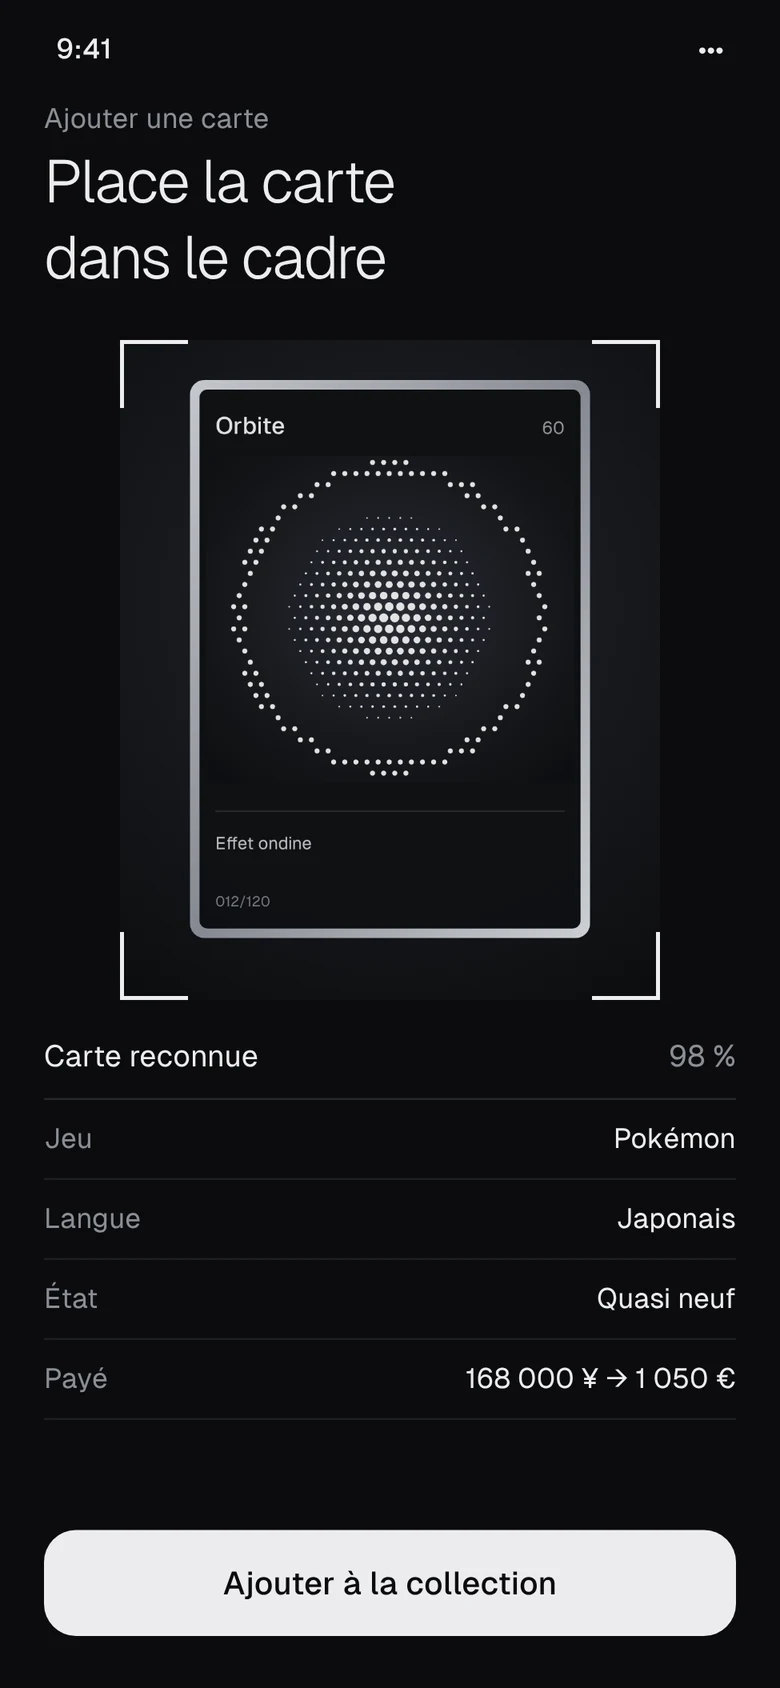 9:41
Ajouter une carte
Place la carte
dans le cadre
Orbite 60
Effet ondine
012/120
Carte reconnue 98 %
Jeu Pokémon
Langue Japonais
État Quasi neuf
Payé 168 000 ¥ → 1 050 €
Ajouter à la collection